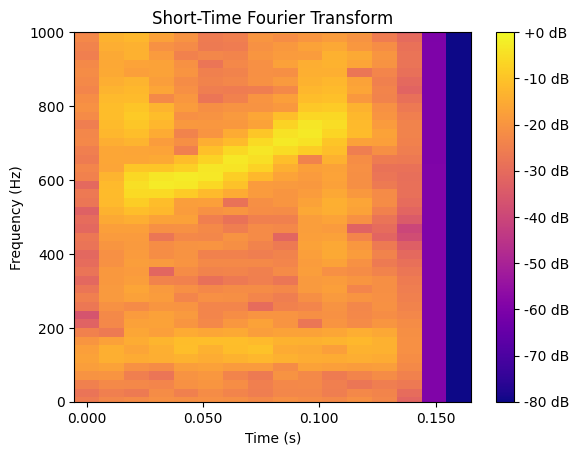 Short-Time Fourier Transform
Frequency (Hz)
1000
800
600
400
200
0
0.000
0.050
0.100
0.150
Time (s)
+0 dB
-10 dB
-20 dB
-30 dB
-40 dB
-50 dB
-60 dB
-70 dB
-80 dB